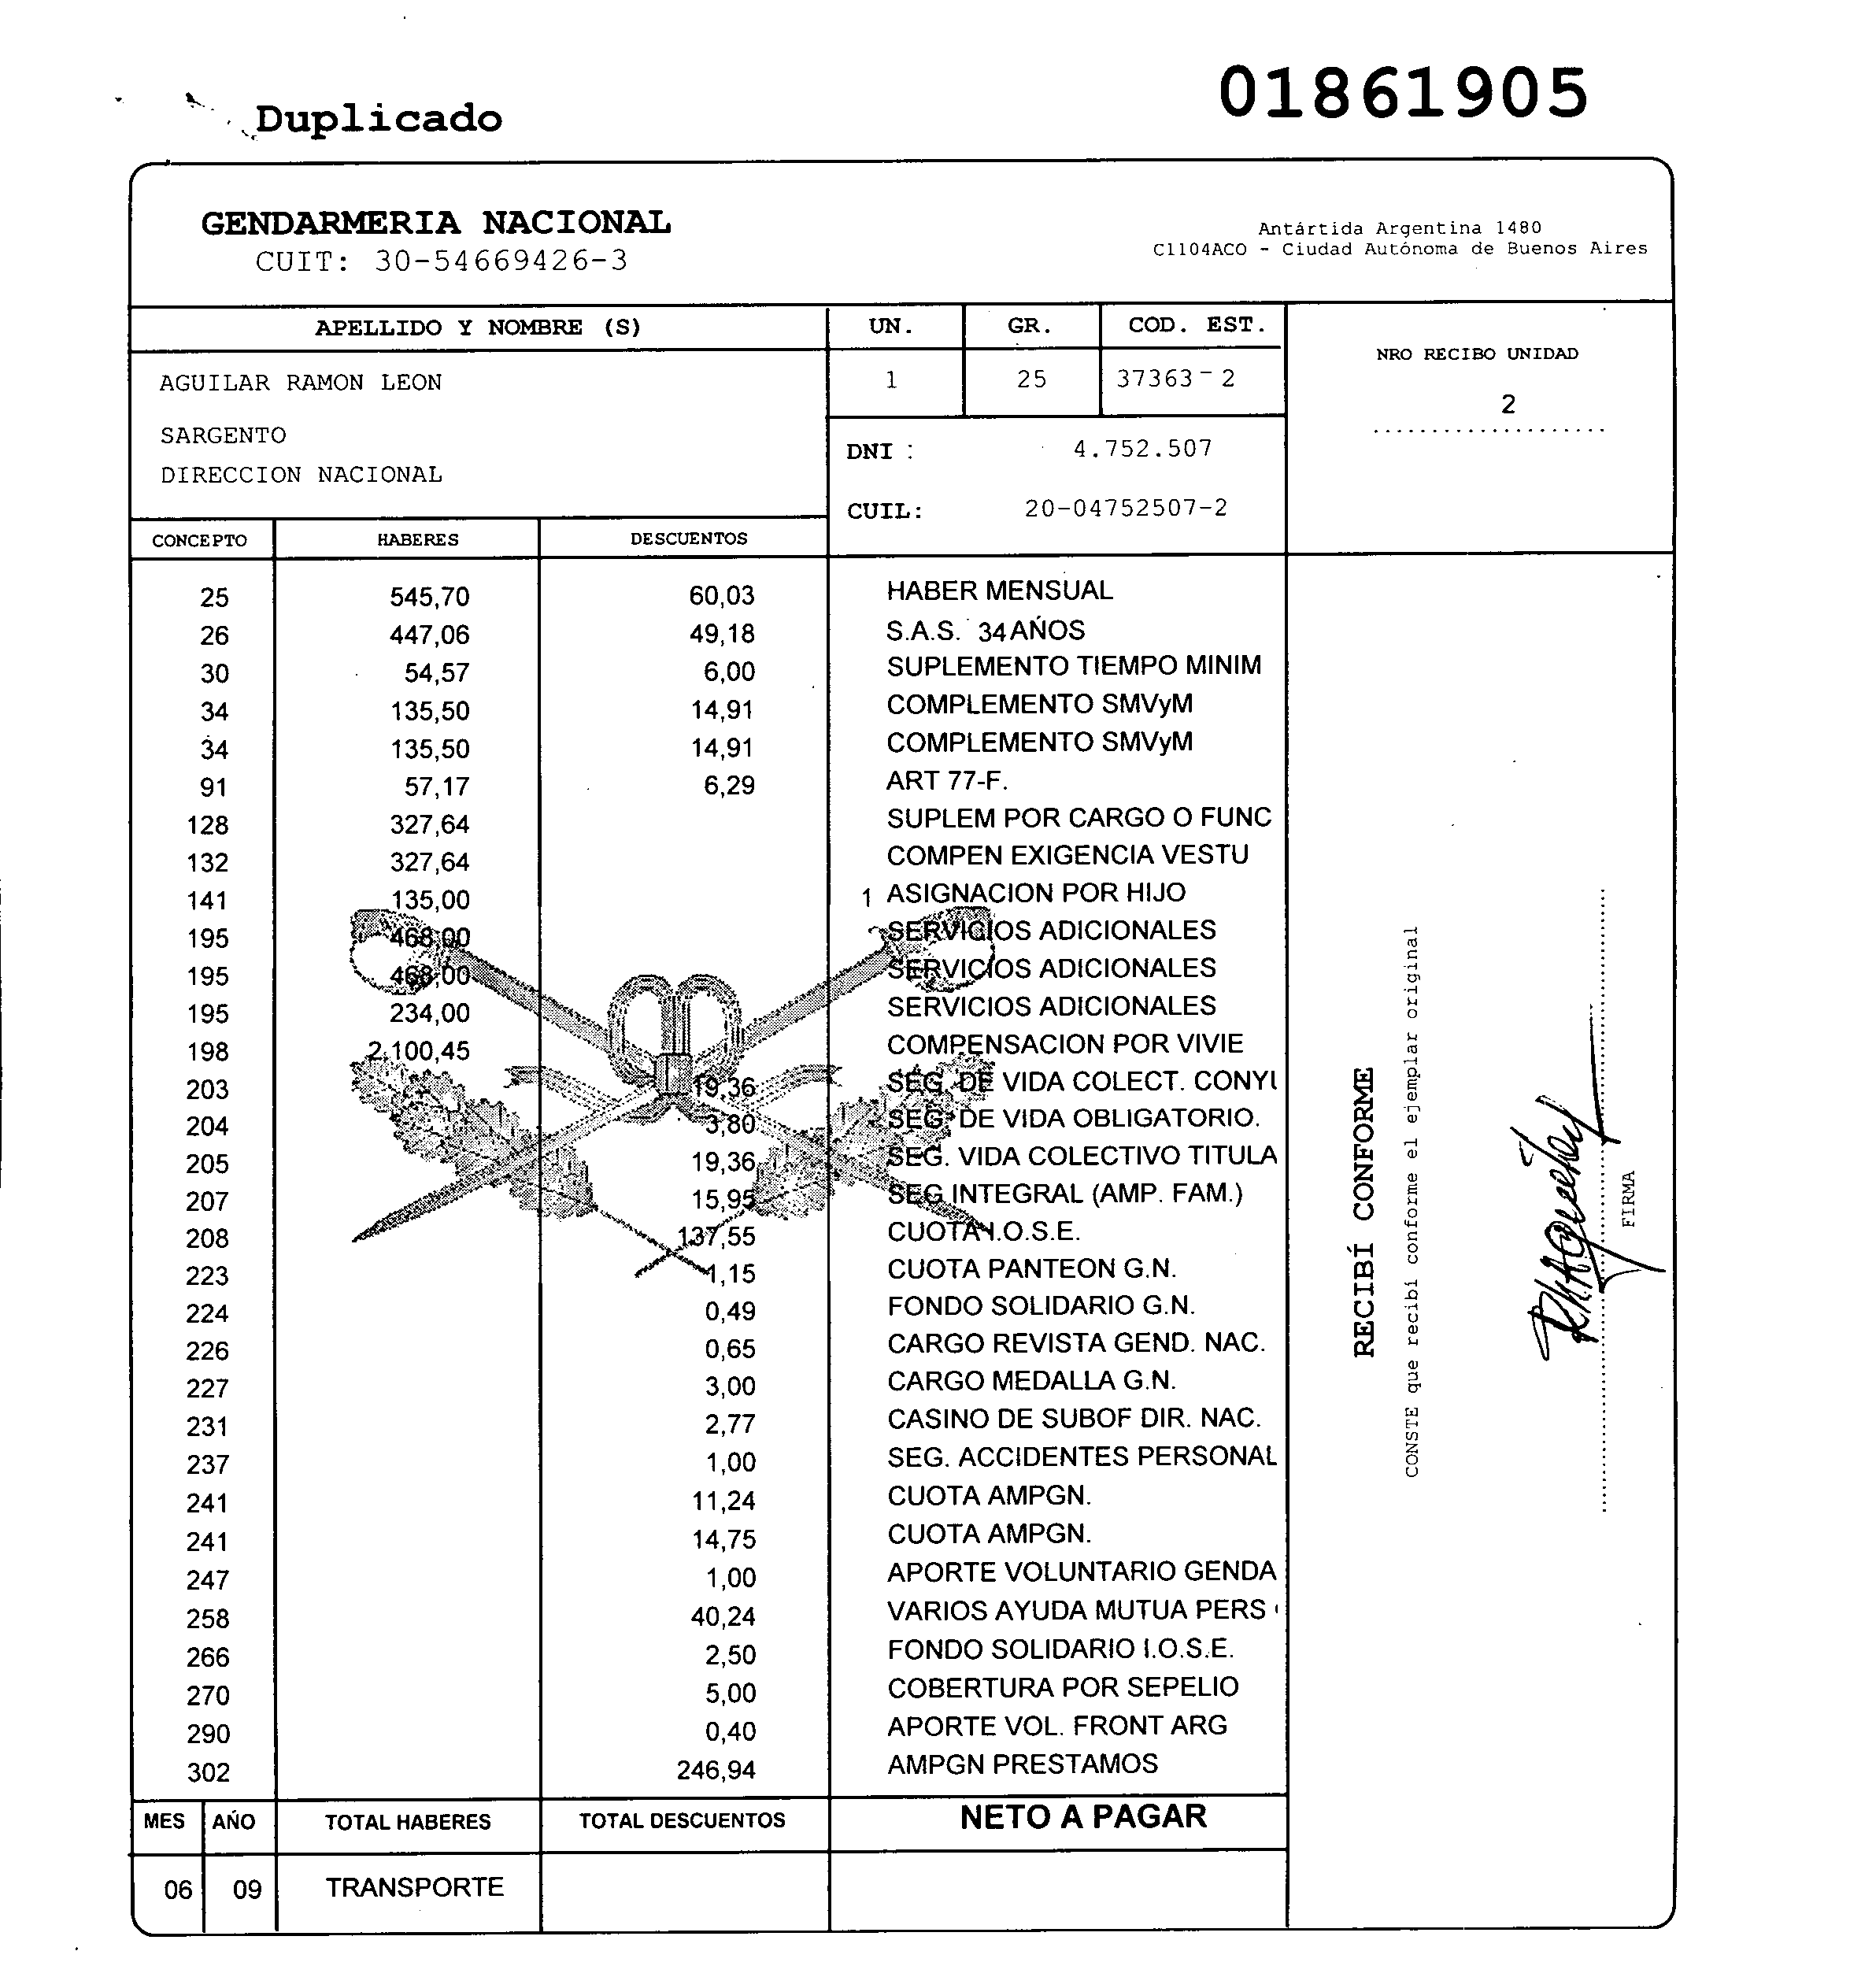 Duplicado
01861905
GENDARMERIA NACIONAL
CUIT: 30-54669426-3
Antártida Argentina 1480
C1104ACO - Ciudad Autónoma de Buenos Aires
APELLIDO Y NOMBRE (S)
UN. GR. COD. EST.
NRO RECIBO UNIDAD
AGUILAR RAMON LEON
1 25 37363-2
2
SARGENTO
DIRECCION NACIONAL
DNI : 4.752.507
CUIL: 20-04752507-2
CONCEPTO HABERES DESCUENTOS
25 545,70 60,03 HABER MENSUAL
26 447,06 49,18 S.A.S. 34AÑOS
30 54,57 6,00 SUPLEMENTO TIEMPO MINIM
34 135,50 14,91 COMPLEMENTO SMVyM
34 135,50 14,91 COMPLEMENTO SMVyM
91 57,17 6,29 ART 77-F.
128 327,64 SUPLEM POR CARGO O FUNC
132 327,64 COMPEN EXIGENCIA VESTU
141 135,00 1 ASIGNACION POR HIJO
195 468,00 SERVICIOS ADICIONALES
195 468,00 SERVICIOS ADICIONALES
195 234,00 SERVICIOS ADICIONALES
198 2.100,45 COMPENSACION POR VIVIE
203 19,36 SEG. DE VIDA COLECT. CONYU
204 3,80 SEG. DE VIDA OBLIGATORIO.
205 19,36 SEG. VIDA COLECTIVO TITULA
207 15,95 SEG INTEGRAL (AMP. FAM.)
208 137,55 CUOTA I.O.S.E.
223 1,15 CUOTA PANTEON G.N.
224 0,49 FONDO SOLIDARIO G.N.
226 0,65 CARGO REVISTA GEND. NAC.
227 3,00 CARGO MEDALLA G.N.
231 2,77 CASINO DE SUBOF DIR. NAC.
237 1,00 SEG. ACCIDENTES PERSONAL
241 11,24 CUOTA AMPGN.
241 14,75 CUOTA AMPGN.
247 1,00 APORTE VOLUNTARIO GENDA
258 40,24 VARIOS AYUDA MUTUA PERS
266 2,50 FONDO SOLIDARIO I.O.S.E.
270 5,00 COBERTURA POR SEPELIO
290 0,40 APORTE VOL. FRONT ARG
302 246,94 AMPGN PRESTAMOS
MES AÑO TOTAL HABERES TOTAL DESCUENTOS NETO A PAGAR
06 09 TRANSPORTE
RECIBÍ CONFORME
CONSTE que recibí conforme el ejemplar original
FIRMA